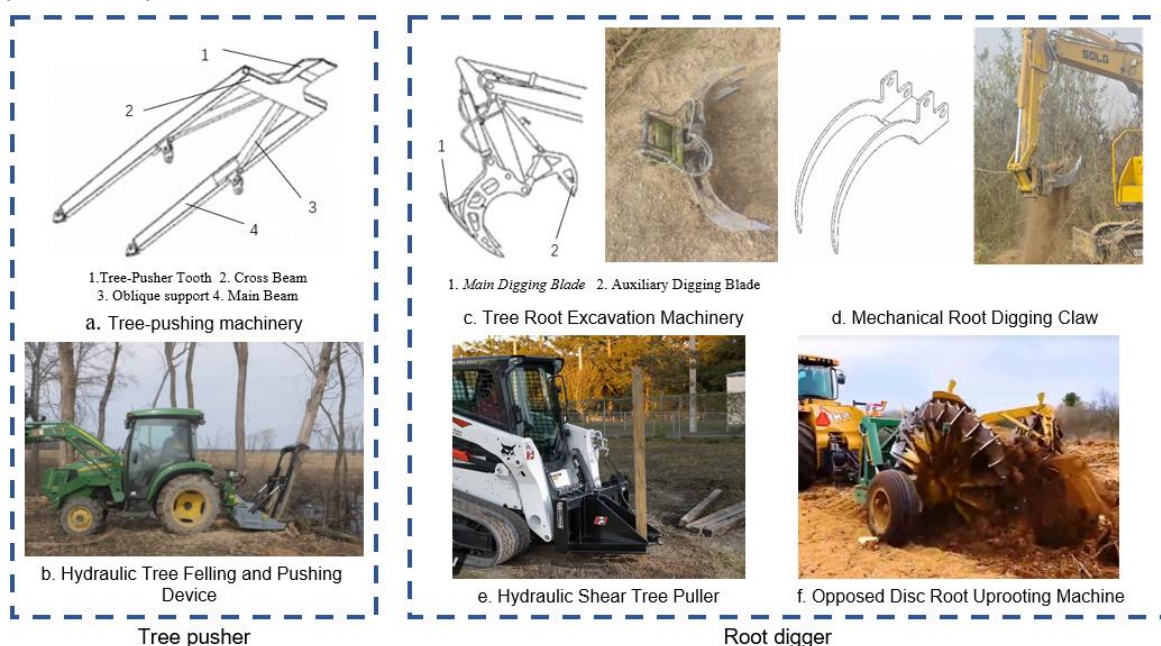 1
2
3
4
1.Tree-Pusher Tooth 2. Cross Beam
3. Oblique support 4. Main Beam
a. Tree-pushing machinery
b. Hydraulic Tree Felling and Pushing
Device
Tree pusher
1
2
1. Main Digging Blade 2. Auxiliary Digging Blade
c. Tree Root Excavation Machinery
SDLG
d. Mechanical Root Digging Claw
e. Hydraulic Shear Tree Puller
f. Opposed Disc Root Uprooting Machine
Root digger